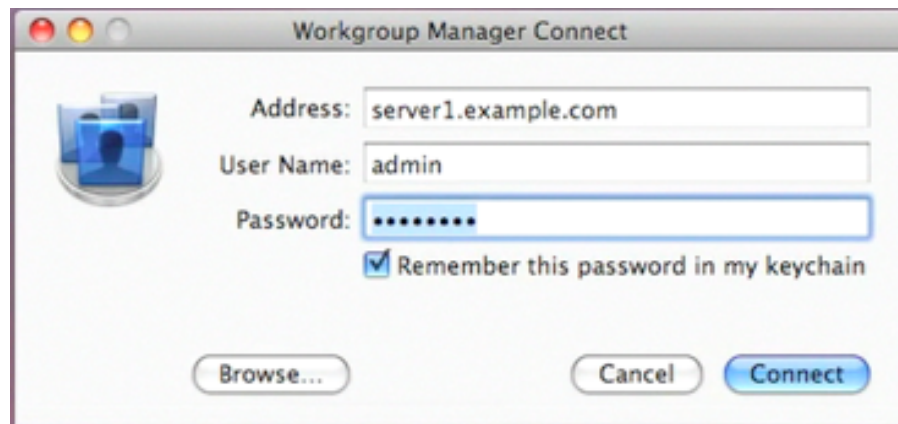 Workgroup Manager Connect
Address: server1.example.com
User Name: admin
Password: ••••••••
Remember this password in my keychain
Browse... Cancel Connect